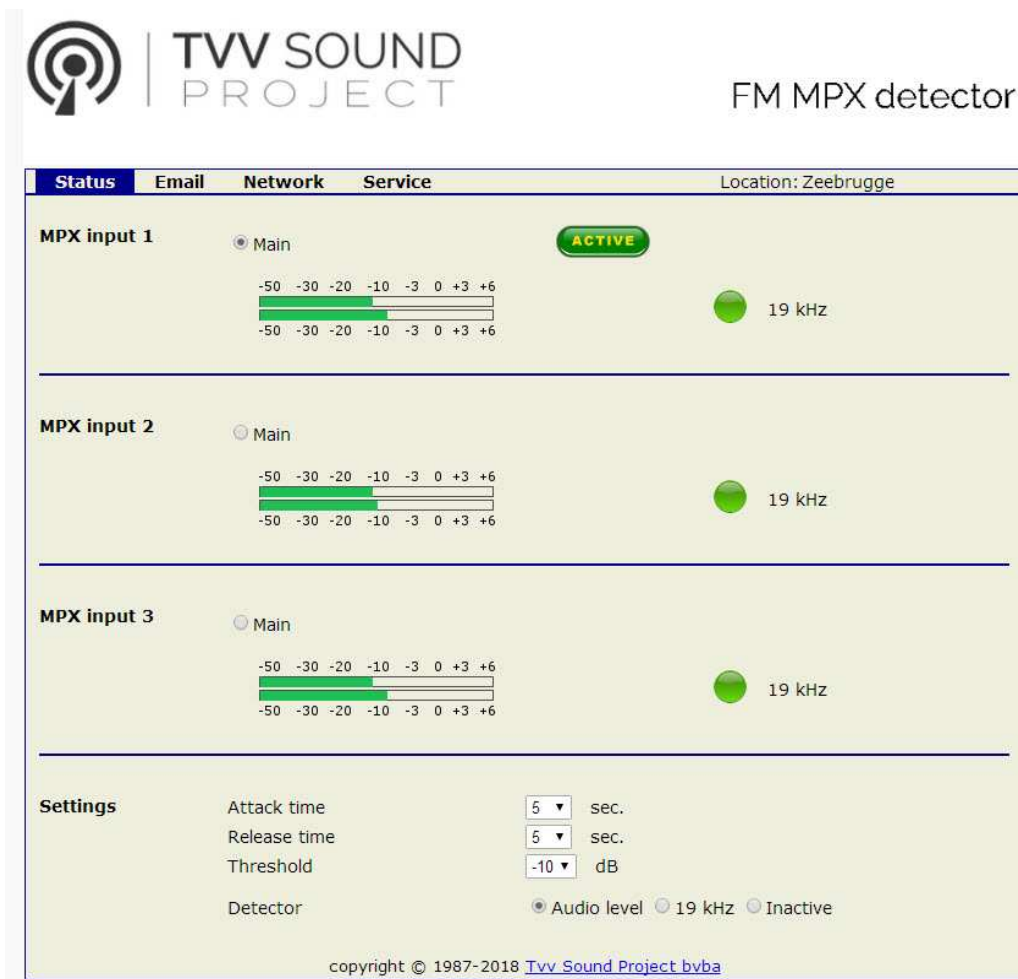 TVV SOUND
PROJECT
FM MPX detector
Status Email Network Service Location: Zeebrugge
MPX input 1 Main ACTIVE
-50 -30 -20 -10 -3 0 +3 +6
19 kHz
-50 -30 -20 -10 -3 0 +3 +6
MPX input 2 Main
-50 -30 -20 -10 -3 0 +3 +6
19 kHz
-50 -30 -20 -10 -3 0 +3 +6
MPX input 3 Main
-50 -30 -20 -10 -3 0 +3 +6
19 kHz
-50 -30 -20 -10 -3 0 +3 +6
Settings Attack time 5 sec.
Release time 5 sec.
Threshold -10 dB
Detector Audio level 19 kHz Inactive
copyright © 1987-2018 Tvv Sound Project bvba